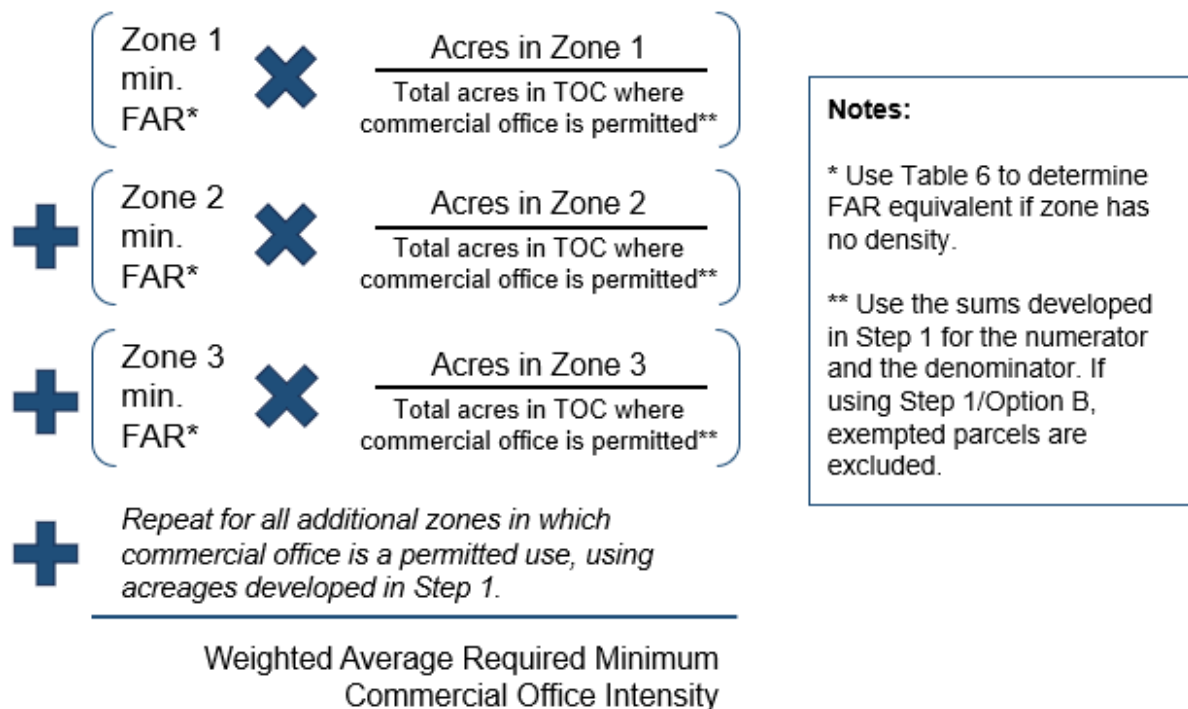 Zone 1
min.
FAR*
Acres in Zone 1
Total acres in TOC where
commercial office is permitted**
Zone 2
min.
FAR*
Acres in Zone 2
Total acres in TOC where
commercial office is permitted**
Zone 3
min.
FAR*
Acres in Zone 3
Total acres in TOC where
commercial office is permitted**
Repeat for all additional zones in which
commercial office is a permitted use, using
acreages developed in Step 1.
Weighted Average Required Minimum
Commercial Office Intensity
Notes:
* Use Table 6 to determine
FAR equivalent if zone has
no density.
** Use the sums developed
in Step 1 for the numerator
and the denominator. If
using Step 1/Option B,
exempted parcels are
excluded.